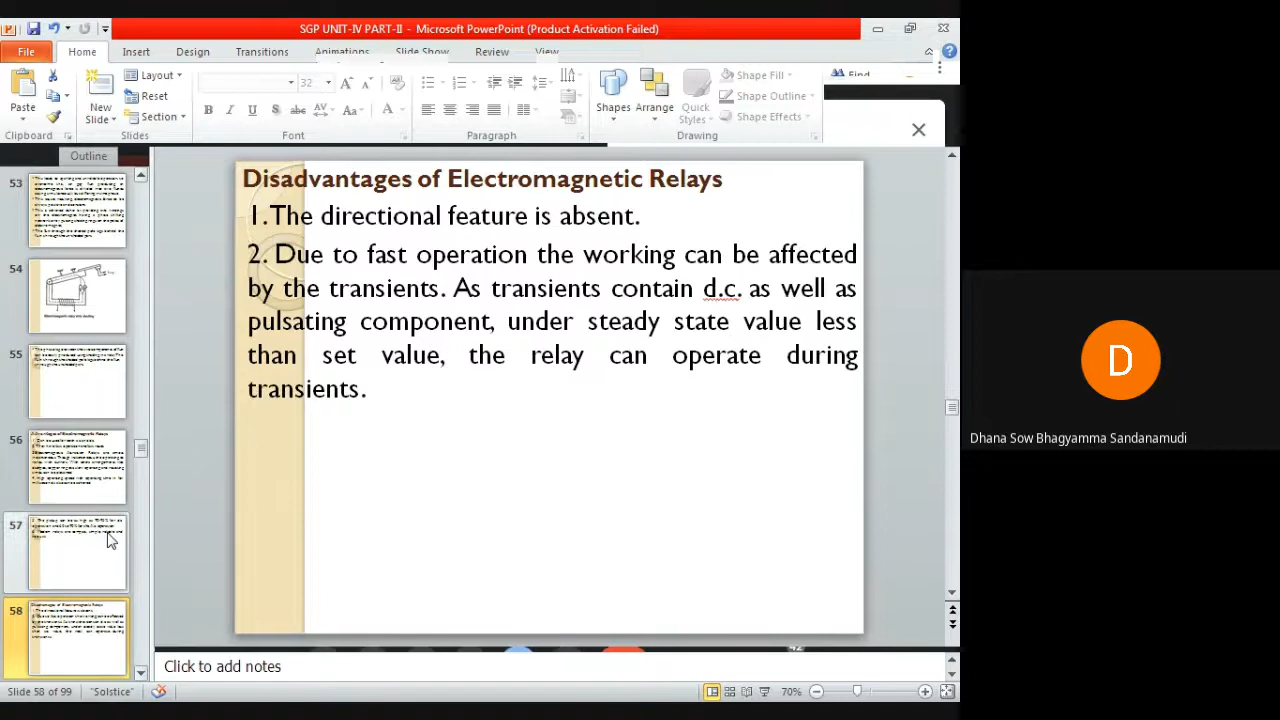 SGP UNIT-IV PART-II - Microsoft PowerPoint (Product Activation Failed)
File Home Insert Design Transitions Animations Slide Show Review View
Layout 32 Shape Fill Find
Reset Shape Outline
Paste New Slide Section Shapes Arrange Quick Styles Shape Effects
Clipboard Slides Font Paragraph Drawing
Outline
53
54
55
56
57
58
Disadvantages of Electromagnetic Relays
1. The directional feature is absent.
2. Due to fast operation the working can be affected
by the transients. As transients contain d.c. as well as
pulsating component, under steady state value less
than set value, the relay can operate during
transients.
D
Dhana Sow Bhagyamma Sandanamudi
Click to add notes
Slide 58 of 99 "Solstice" 70%